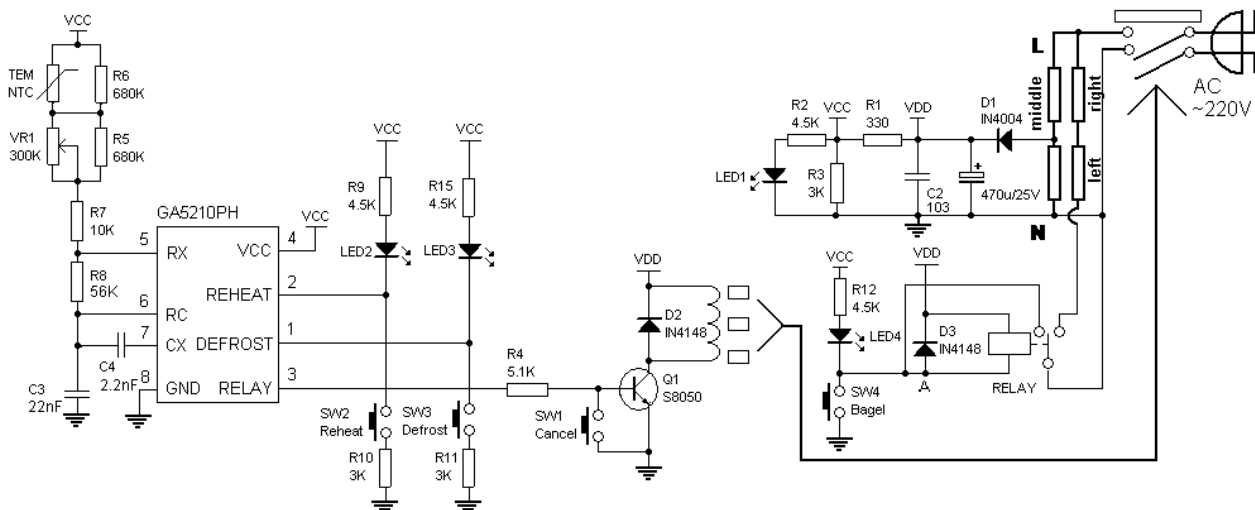 VCC
TEM
NTC
R6
680K
VR1
300K
R5
680K
R7
10K
R8
56K
C4
2.2nF
C3
22nF
GA5210PH
5
RX
6
RC
7
CX
8
GND
VCC
4
VCC
REHEAT
2
DEFROST
1
RELAY
3
VCC
R9
4.5K
LED2
VCC
R15
4.5K
LED3
SW2
Reheat
R10
3K
SW3
Defrost
R11
3K
R4
5.1K
SW1
Cancel
Q1
S8050
VDD
D2
IN4148
R2
4.5K
VCC
R1
330
VDD
D1
IN4004
LED1
R3
3K
C2
103
+
470u/25V
L
middle
right
left
N
AC
~220V
VCC
R12
4.5K
LED4
SW4
Bagel
VDD
D3
IN4148
A
RELAY